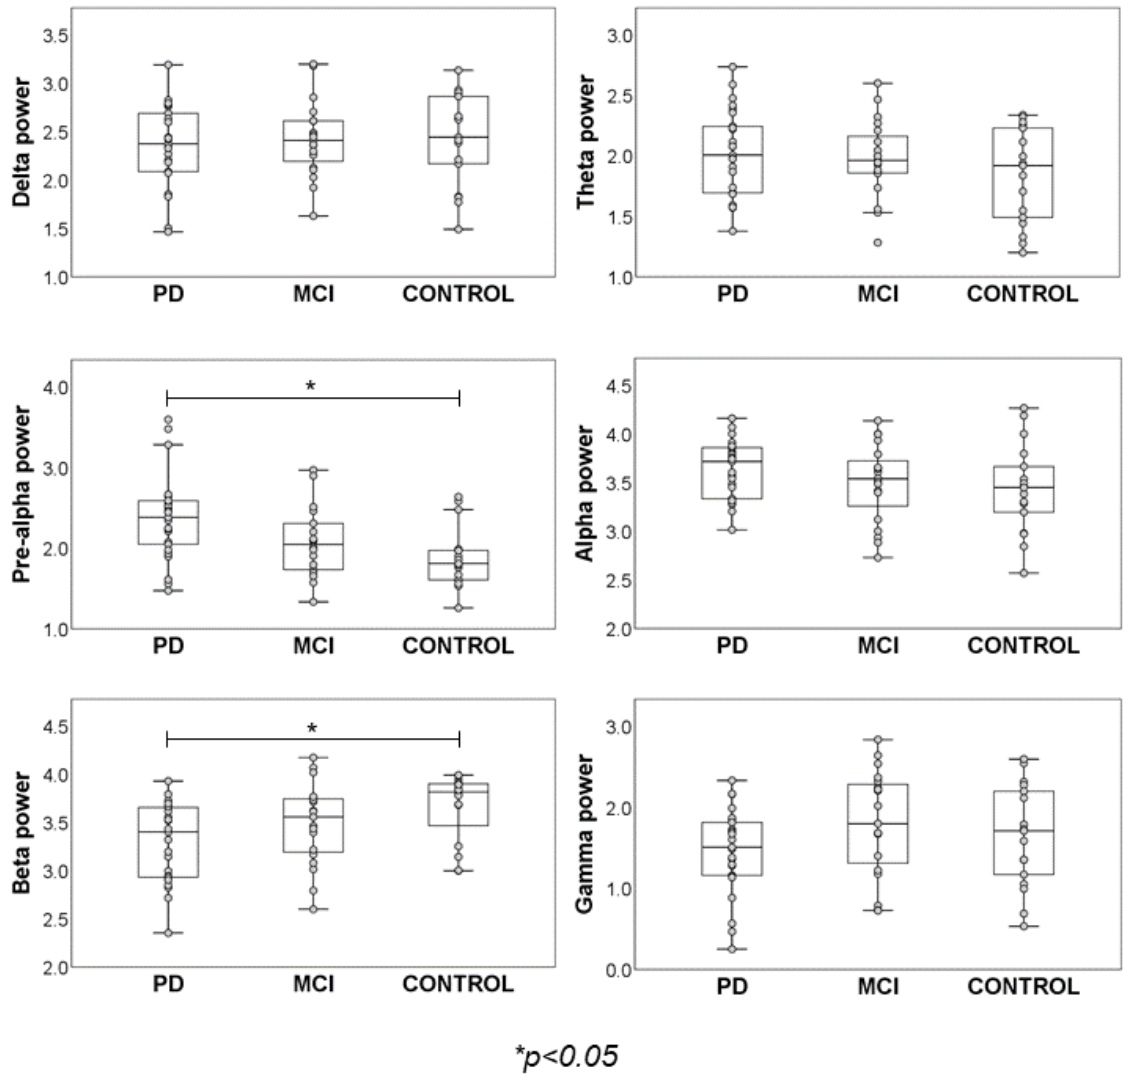 Delta power
3.5
3.0
2.5
2.0
1.5
1.0
PD MCI CONTROL
Theta power
3.0
2.5
2.0
1.5
1.0
PD MCI CONTROL
Pre-alpha power
4.0
3.0
2.0
1.0
*
PD MCI CONTROL
Alpha power
4.5
4.0
3.5
3.0
2.5
2.0
PD MCI CONTROL
Beta power
4.5
4.0
3.5
3.0
2.5
2.0
*
PD MCI CONTROL
Gamma power
3.0
2.0
1.0
0.0
PD MCI CONTROL
*p<0.05